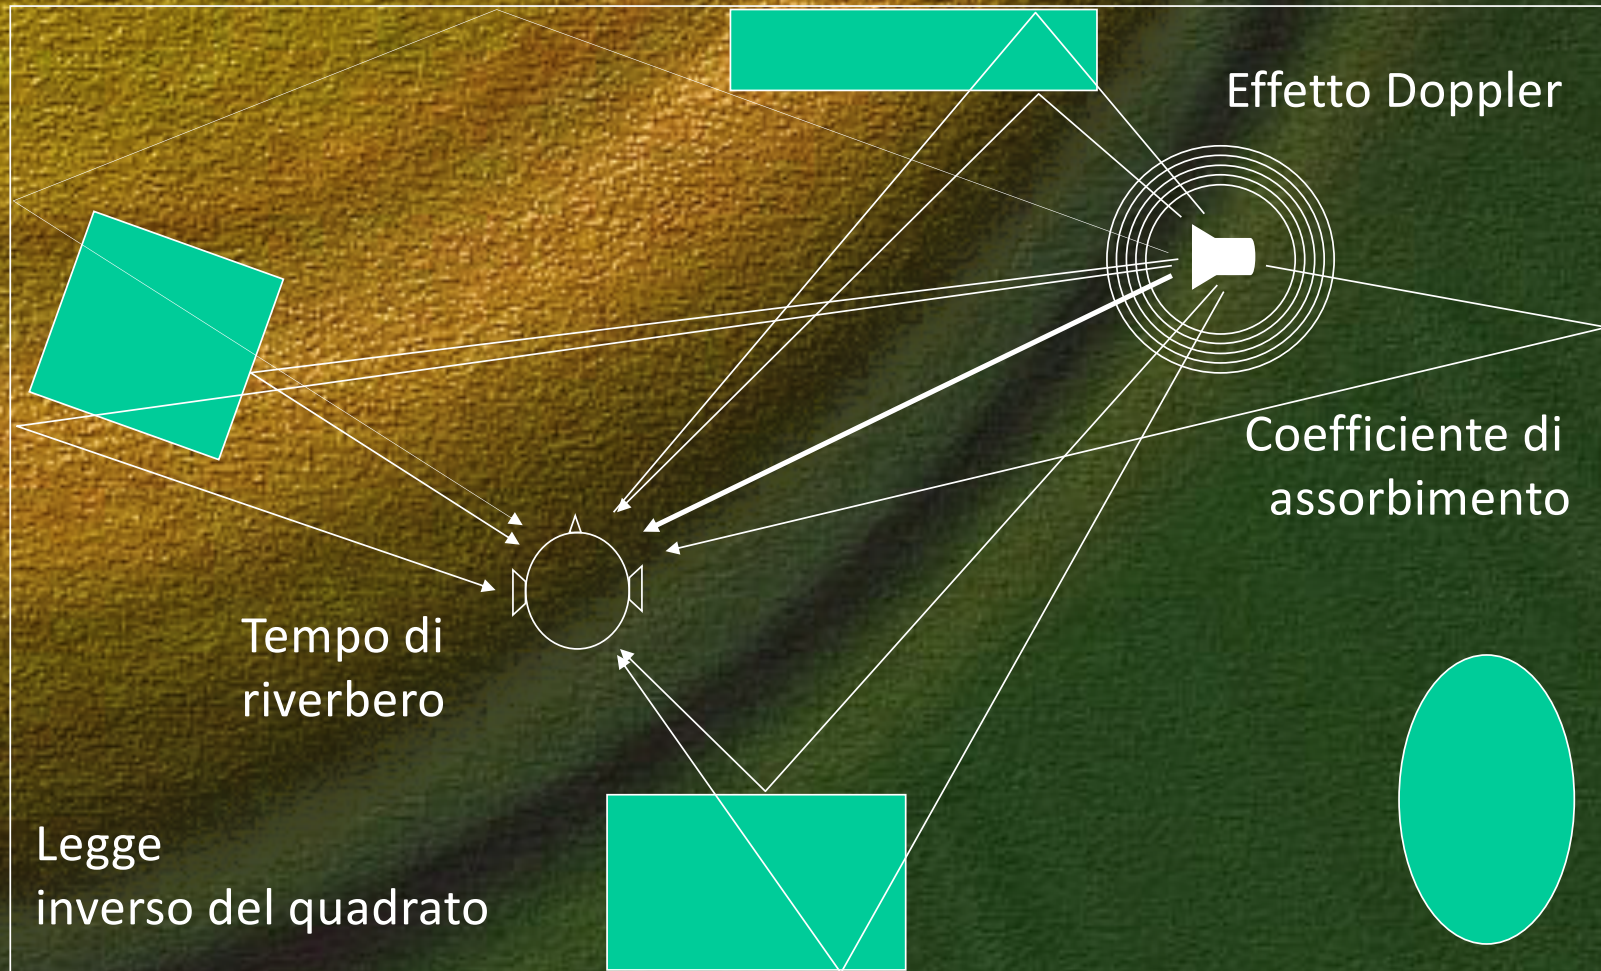 Effetto Doppler
Coefficiente di
assorbimento
Tempo di
riverbero
Legge
inverso del quadrato